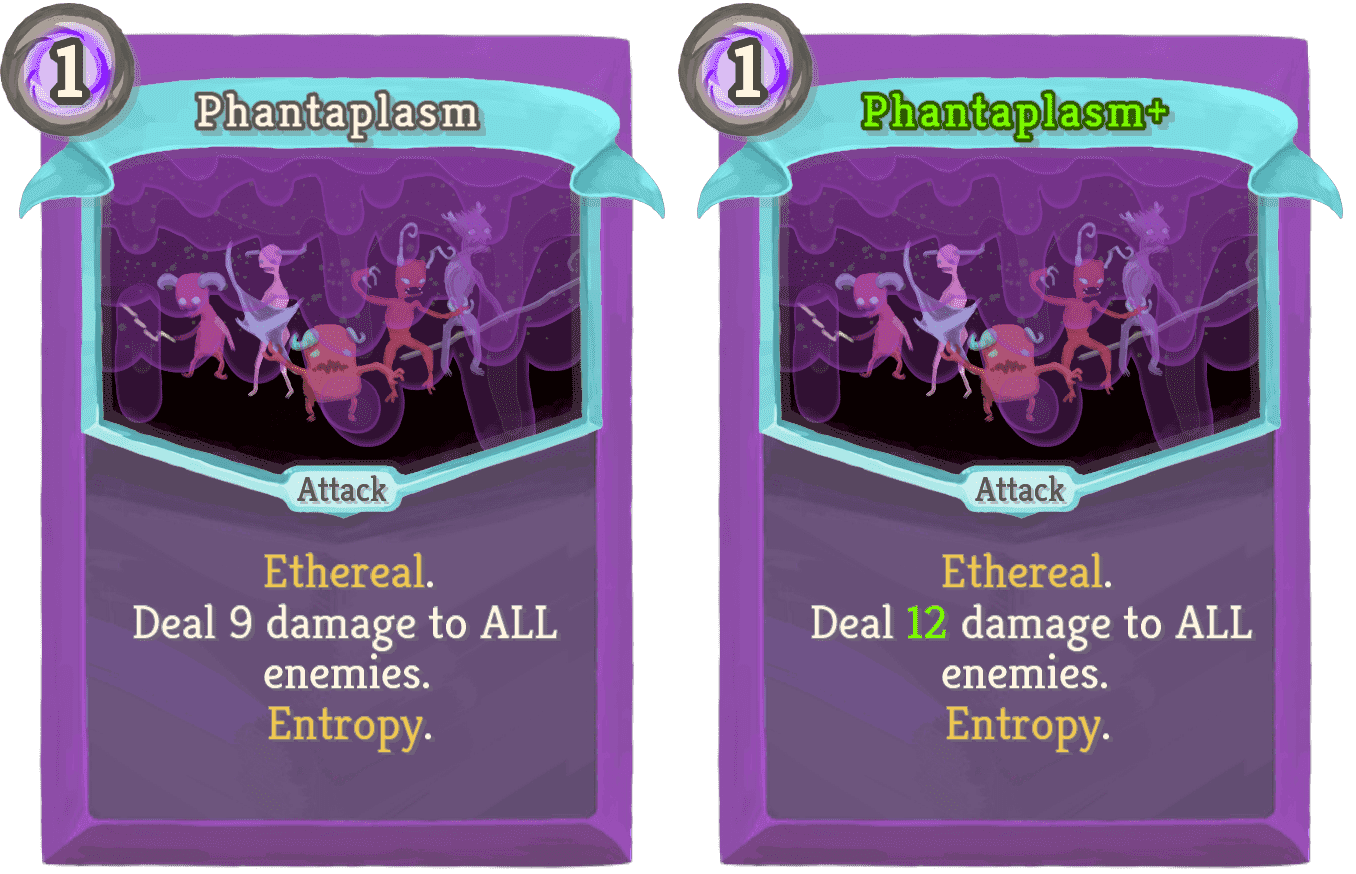 1
Phantaplasm
Attack
Ethereal.
Deal 9 damage to ALL
enemies.
Entropy.
1
Phantaplasm+
Attack
Ethereal.
Deal 12 damage to ALL
enemies.
Entropy.